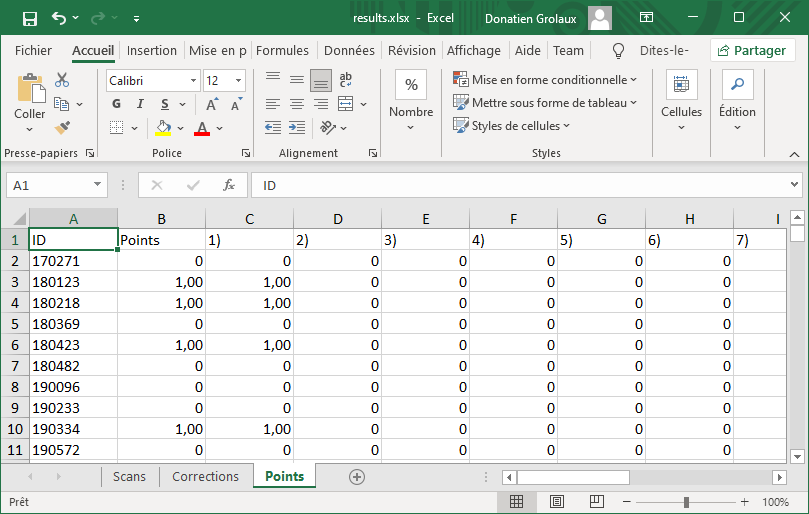 results.xlsx - Excel
Donatien Grolaux
Fichier Accueil Insertion Mise en p Formules Données Révision Affichage Aide Team Dites-le- Partager
Coller
Calibri 12
G I S A A
A
ab
c
%
Nombre
Mise en forme conditionnelle
Mettre sous forme de tableau
Styles de cellules
Cellules
Édition
Presse-papiers Police Alignement Styles
A1 fx ID
A B C D E F G H I
1 ID Points 1) 2) 3) 4) 5) 6) 7)
2 170271 0 0 0 0 0 0 0
3 180123 1,00 1,00 0 0 0 0 0
4 180218 1,00 1,00 0 0 0 0 0
5 180369 0 0 0 0 0 0 0
6 180423 1,00 1,00 0 0 0 0 0
7 180482 0 0 0 0 0 0 0
8 190096 0 0 0 0 0 0 0
9 190233 0 0 0 0 0 0 0
10 190334 1,00 1,00 0 0 0 0 0
11 190572 0 0 0 0 0 0 0
Scans Corrections Points
Prêt 100%